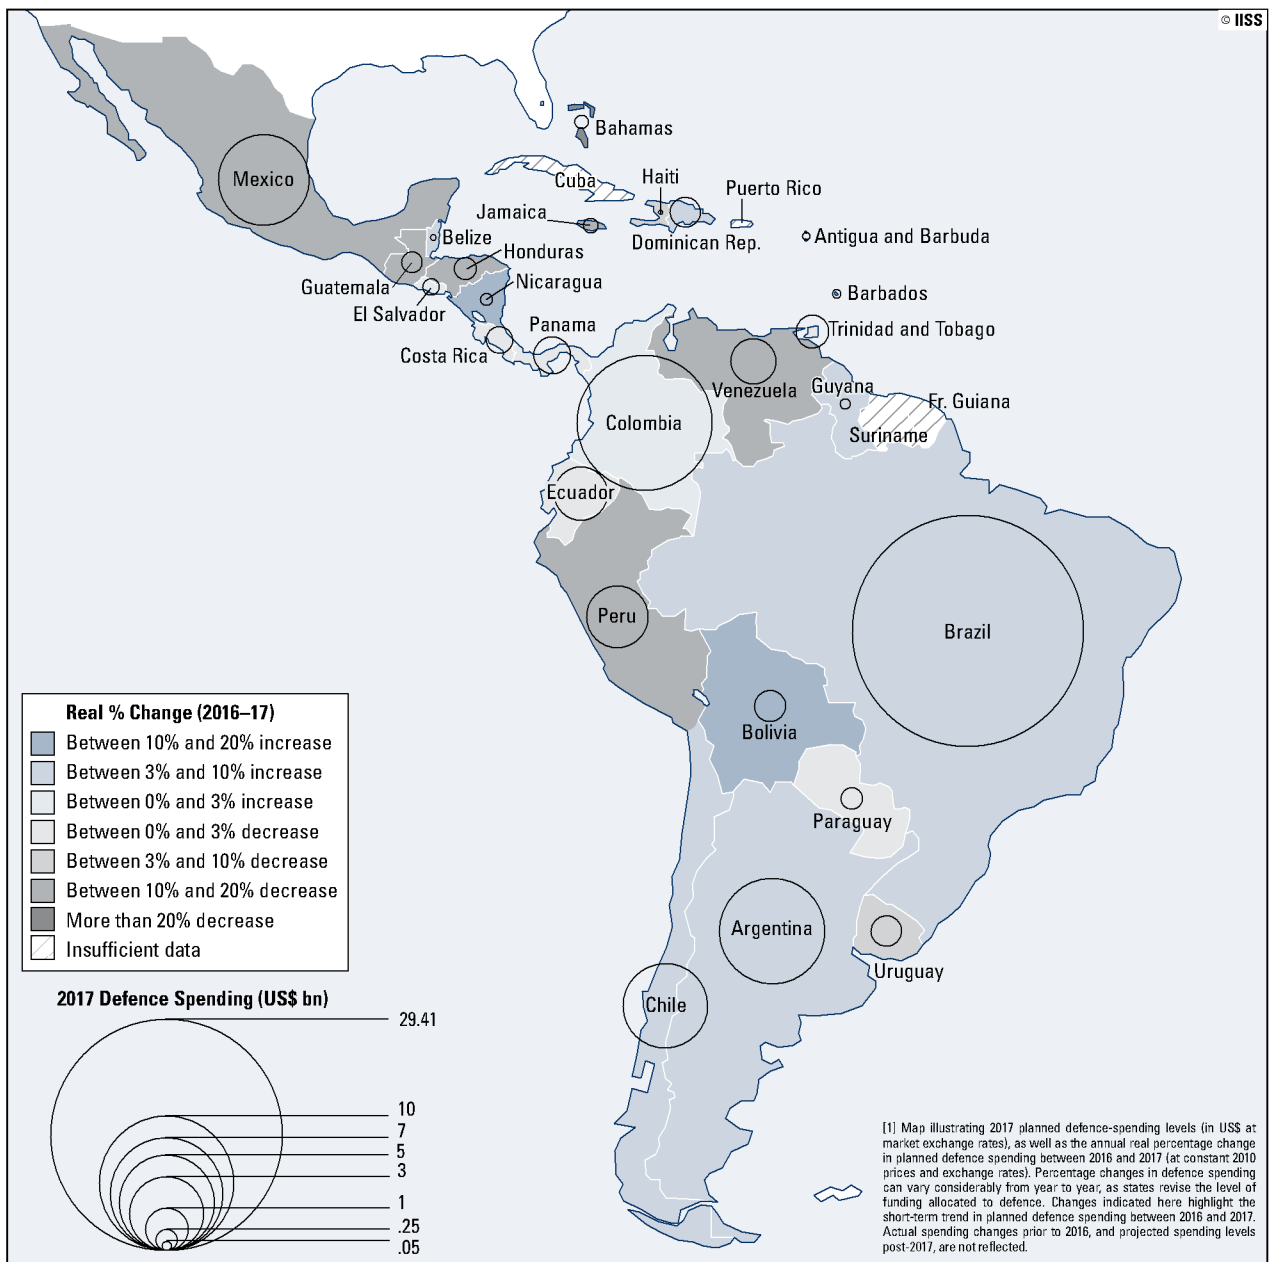 © IISS
Bahamas
Mexico
Cuba
Haiti
Puerto Rico
Jamaica
Dominican Rep.
Antigua and Barbuda
Belize
Honduras
Guatemala
Nicaragua
El Salvador
Barbados
Panama
Trinidad and Tobago
Costa Rica
Venezuela
Guyana
Fr. Guiana
Colombia
Suriname
Ecuador
Peru
Brazil
Bolivia
Paraguay
Argentina
Uruguay
Chile
Real % Change (2016–17)
Between 10% and 20% increase
Between 3% and 10% increase
Between 0% and 3% increase
Between 0% and 3% decrease
Between 3% and 10% decrease
Between 10% and 20% decrease
More than 20% decrease
Insufficient data
2017 Defence Spending (US$ bn)
29.41
10
7
5
3
1
.25
.05
[1] Map illustrating 2017 planned defence-spending levels (in US$ at
market exchange rates), as well as the annual real percentage change
in planned defence spending between 2016 and 2017 (at constant 2010
prices and exchange rates). Percentage changes in defence spending
can vary considerably from year to year, as states revise the level of
funding allocated to defence. Changes indicated here highlight the
short-term trend in planned defence spending between 2016 and 2017.
Actual spending changes prior to 2016, and projected spending levels
post-2017, are not reflected.